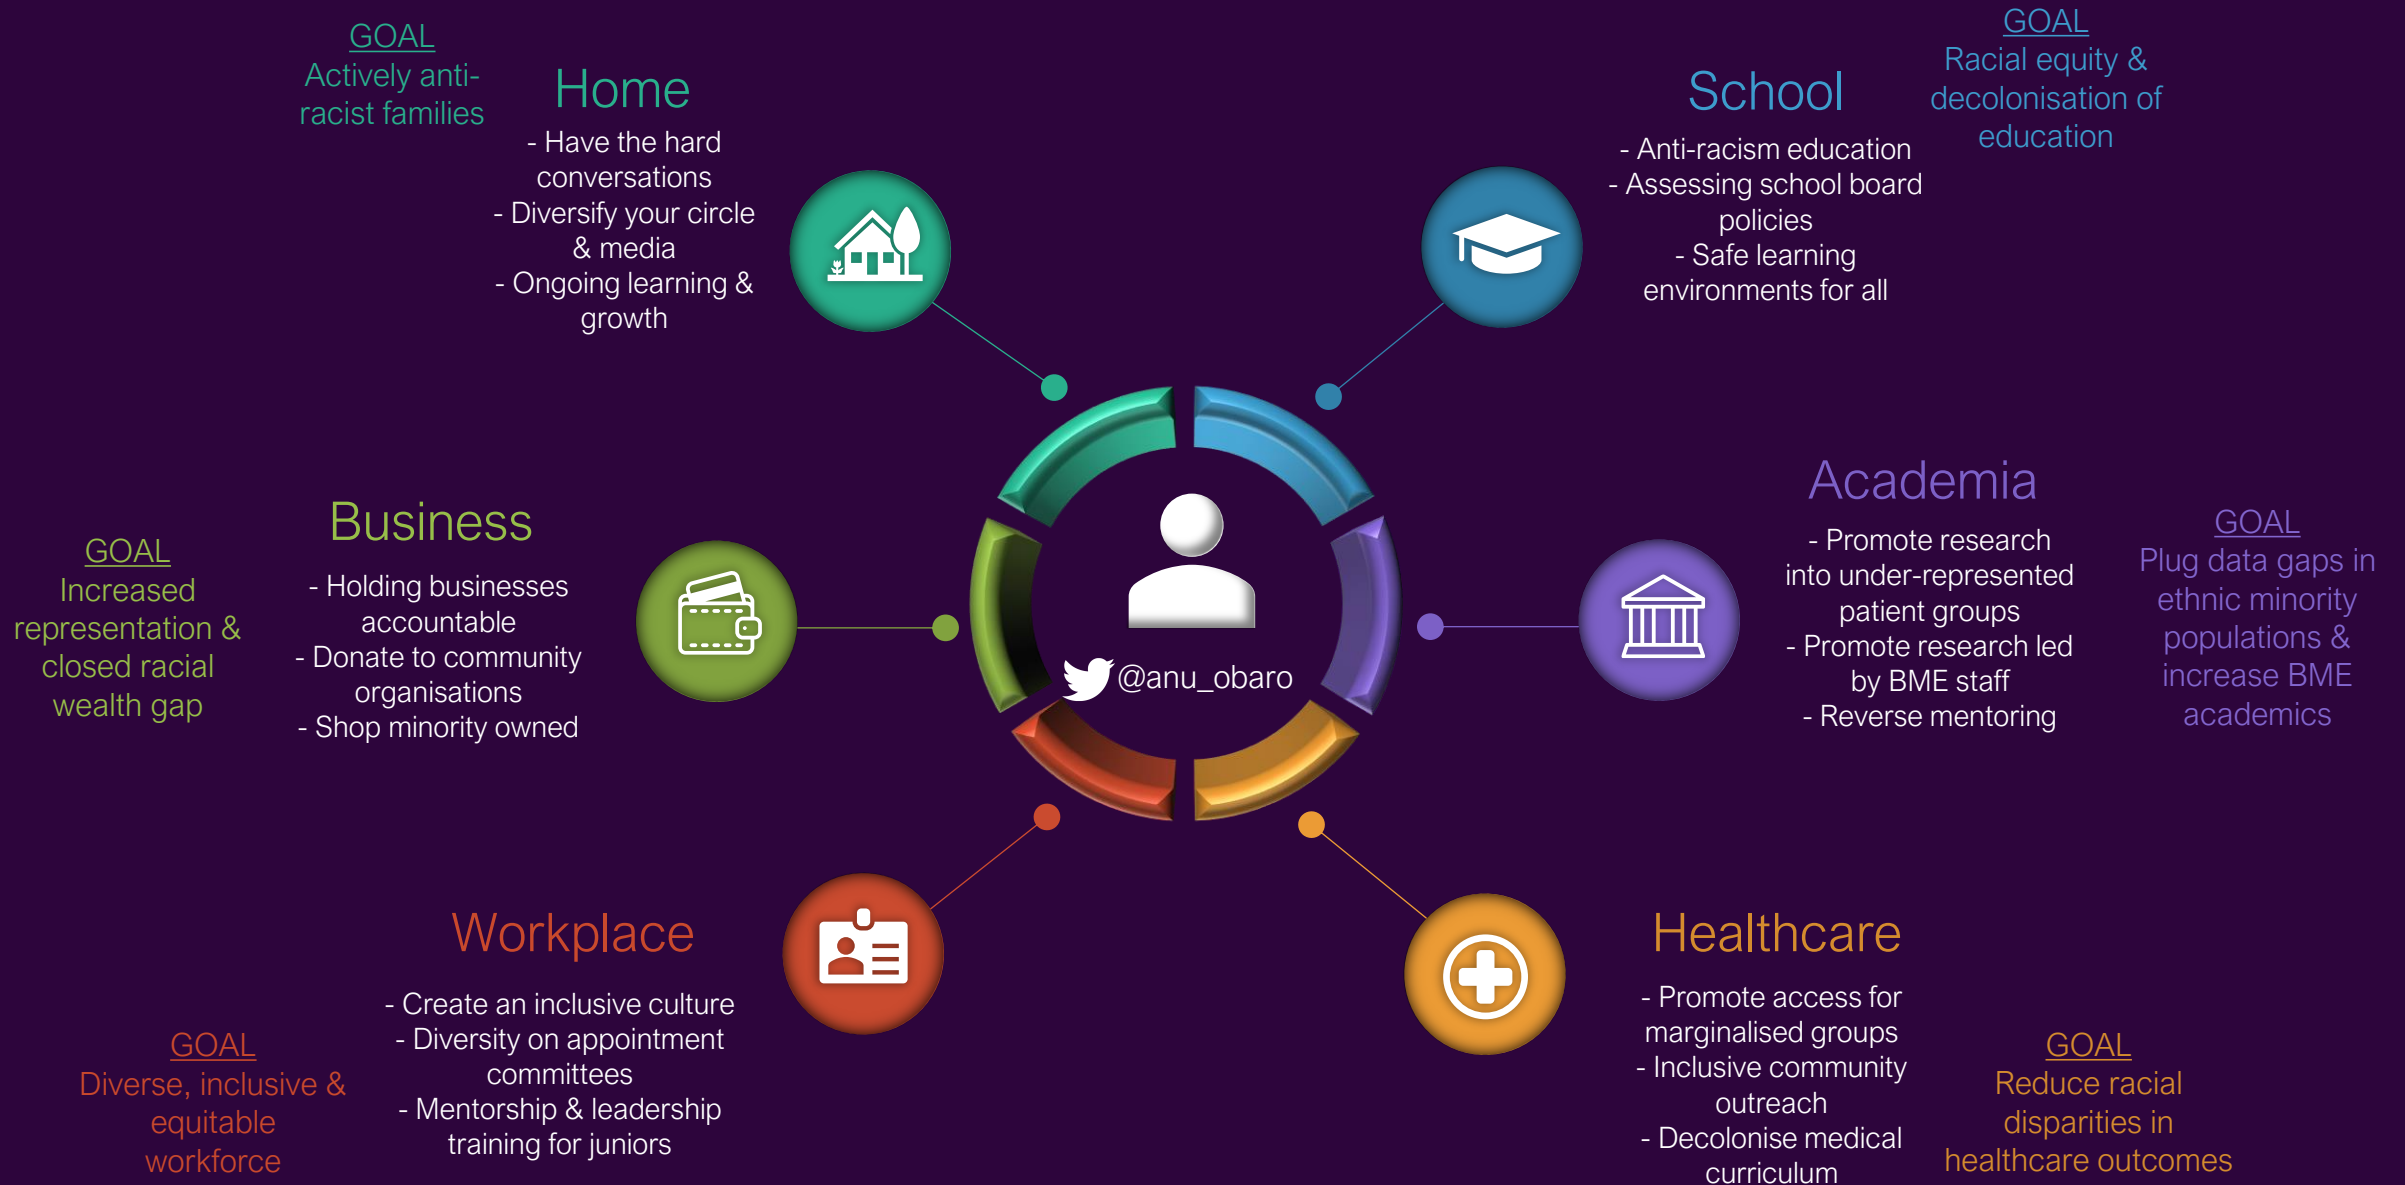 GOAL
Actively anti-
racist families
Home
- Have the hard
conversations
- Diversify your circle
& media
- Ongoing learning &
growth
GOAL
Racial equity &
decolonisation of
education
School
- Anti-racism education
- Assessing school board
policies
- Safe learning
environments for all
GOAL
Increased
representation &
closed racial
wealth gap
Business
- Holding businesses
accountable
- Donate to community
organisations
- Shop minority owned
@anu_obaro
Academia
- Promote research
into under-represented
patient groups
- Promote research led
by BME staff
- Reverse mentoring
GOAL
Plug data gaps in
ethnic minority
populations &
increase BME
academics
Workplace
- Create an inclusive culture
- Diversity on appointment
committees
- Mentorship & leadership
training for juniors
GOAL
Diverse, inclusive &
equitable
workforce
Healthcare
- Promote access for
marginalised groups
- Inclusive community
outreach
- Decolonise medical
curriculum
GOAL
Reduce racial
disparities in
healthcare outcomes